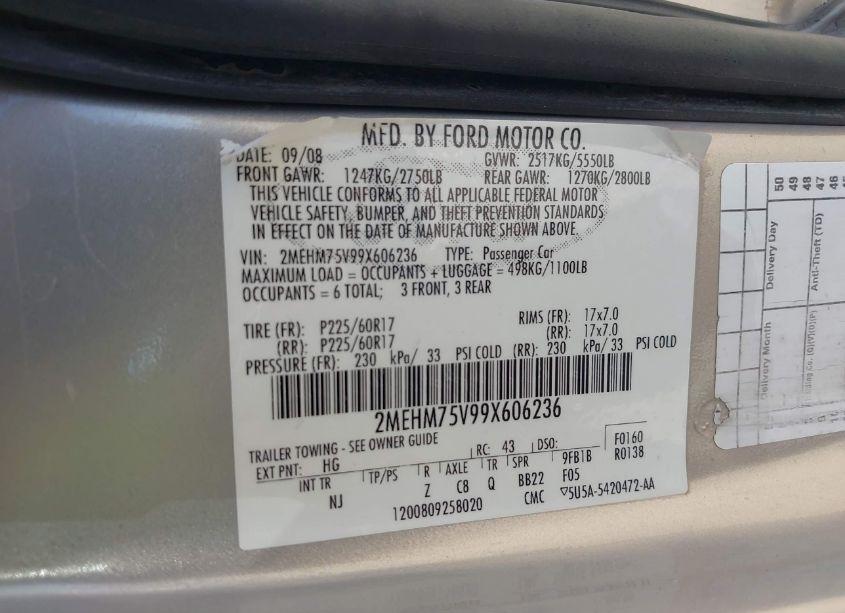 MFD. BY FORD MOTOR CO.
DATE: 09/08 GVWR: 2517KG/5550LB
FRONT GAWR: 1247KG/2750LB REAR GAWR: 1270KG/2800LB
THIS VEHICLE CONFORMS TO ALL APPLICABLE FEDERAL MOTOR
VEHICLE SAFETY, BUMPER, AND THEFT PREVENTION STANDARDS
IN EFFECT ON THE DATE OF MANUFACTURE SHOWN ABOVE.
VIN: 2MEHM75V99X606236 TYPE: Passenger Car
MAXIMUM LOAD = OCCUPANTS + LUGGAGE = 498KG/1100LB
OCCUPANTS = 6 TOTAL; 3 FRONT, 3 REAR
TIRE (FR): P225/60R17 RIMS (FR): 17x7.0
(RR): P225/60R17 (RR): 17x7.0
PRESSURE (FR): 230 kPa/ 33 PSI COLD (RR): 230 kPa/ 33 PSI COLD
2MEHM75V99X606236
TRAILER TOWING - SEE OWNER GUIDE RC: 43 DSO: F0160
EXT PNT: HG TP/PS R AXLE TR SPR 9FB1B R0138
INT TR Z C8 Q BB22 F05
NJ 1200809258020 CMC ▽5U5A-5420472-AA
50
49
48
47
46
Delivery Day
Anti-Theft (TD)
Delivery Month